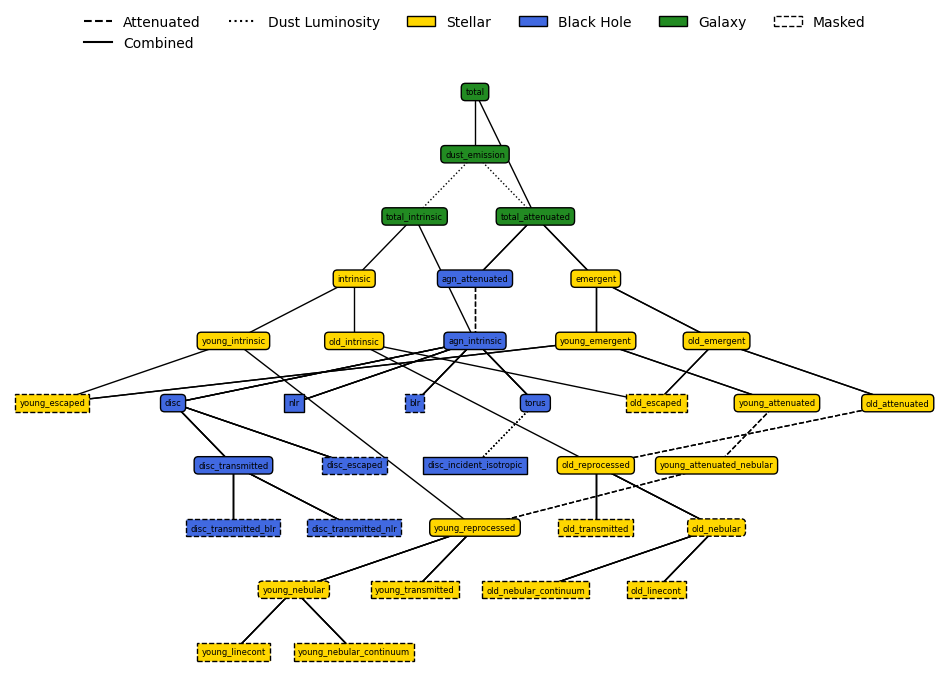 Attenuated Dust Luminosity Stellar Black Hole Galaxy Masked
Combined
total
dust_emission
total_intrinsic total_attenuated
intrinsic agn_attenuated emergent
young_intrinsic old_intrinsic agn_intrinsic young_emergent old_emergent
young_escaped disc nlr blr torus old_escaped young_attenuated old_attenuated
disc_transmitted disc_escaped disc_incident_isotropic old_reprocessed young_attenuated_nebular
disc_transmitted_blr disc_transmitted_nlr young_reprocessed old_transmitted old_nebular
young_nebular young_transmitted old_nebular_continuum old_linecont
young_linecont young_nebular_continuum